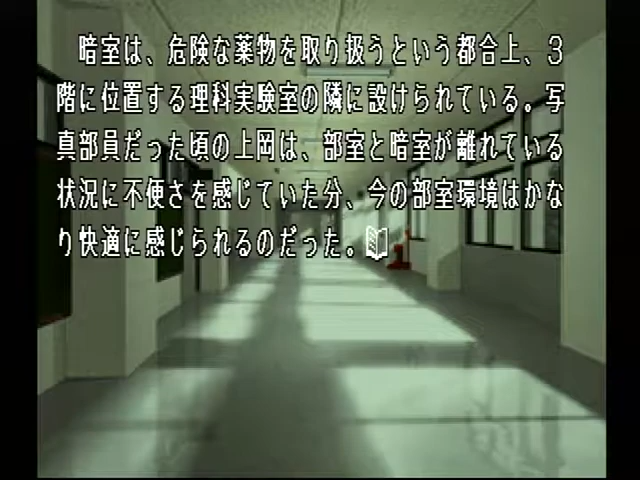 暗室は、危険な薬物を取り扱うという都合上、３
階に位置する理科実験室の隣に設けられている。写
真部員だった頃の上岡は、部室と暗室が離れている
状況に不便さを感じていた分、今の部室環境はかな
り快適に感じられるのだった。